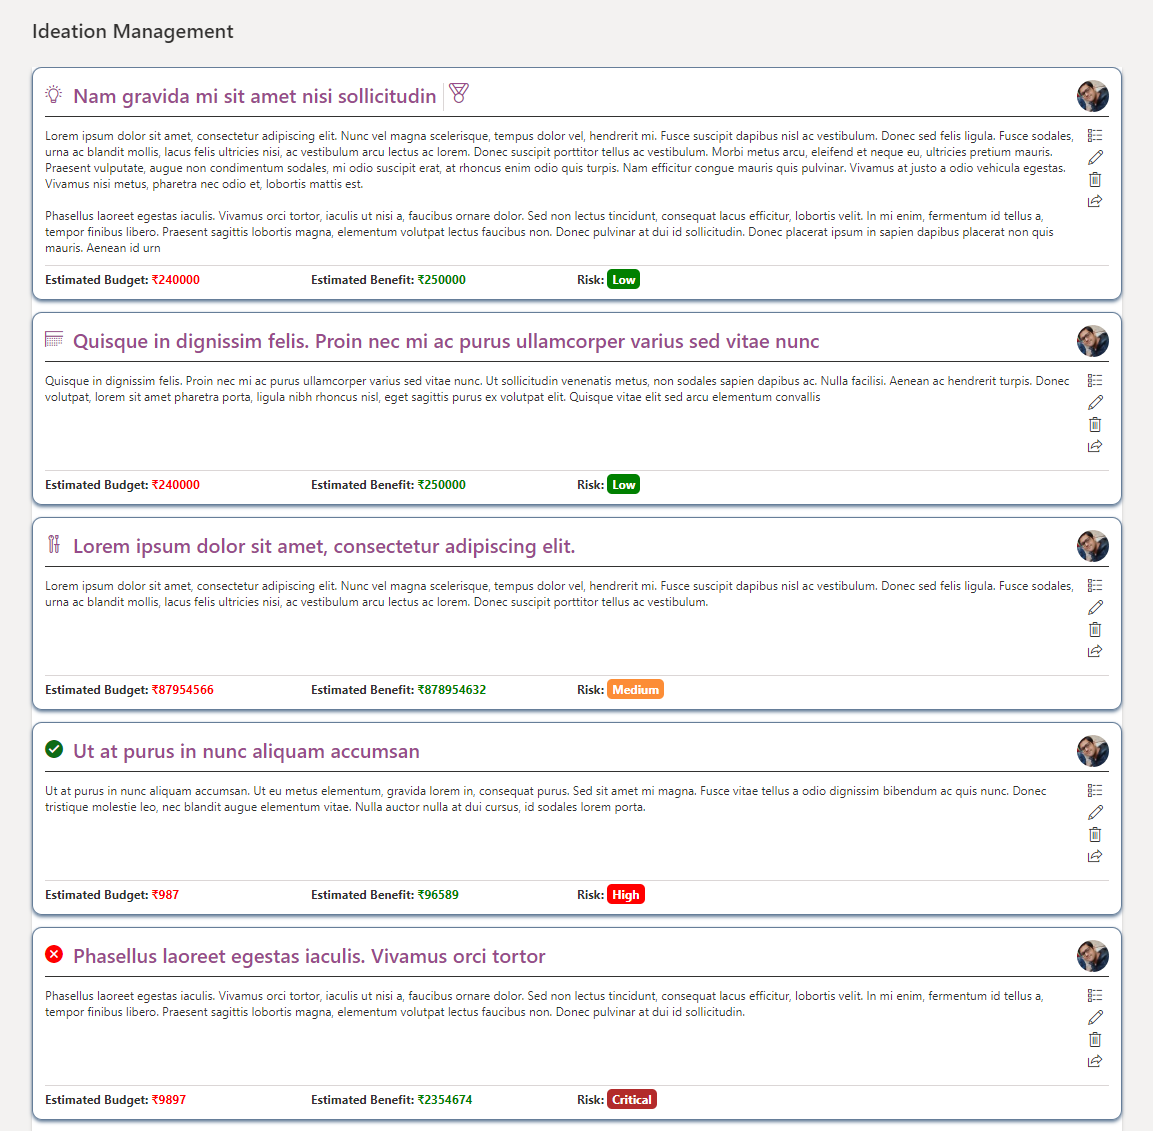 Ideation Management
Nam gravida mi sit amet nisi sollicitudin
Lorem ipsum dolor sit amet, consectetur adipiscing elit. Nunc vel magna scelerisque, tempus dolor vel, hendrerit mi. Fusce suscipit dapibus nisl ac vestibulum. Donec sed felis ligula. Fusce sodales,
urna ac blandit mollis, lacus felis ultricies nisi, ac vestibulum arcu lectus ac lorem. Donec suscipit porttitor tellus ac vestibulum. Morbi metus arcu, eleifend et neque eu, ultricies pretium mauris.
Praesent vulputate, augue non condimentum sodales, mi odio suscipit erat, at rhoncus enim odio quis turpis. Nam efficitur congue mauris quis pulvinar. Vivamus at justo a odio vehicula egestas.
Vivamus nisi metus, pharetra nec odio et, lobortis mattis est.
Phasellus laoreet egestas iaculis. Vivamus orci tortor, iaculis ut nisi a, faucibus ornare dolor. Sed non lectus tincidunt, consequat lacus efficitur, lobortis velit. In mi enim, fermentum id tellus a,
tempor finibus libero. Praesent sagittis lobortis magna, elementum volutpat lectus faucibus non. Donec pulvinar at dui id sollicitudin. Donec placerat ipsum in sapien dapibus placerat non quis
mauris. Aenean id urn
Estimated Budget: ₹240000 Estimated Benefit: ₹250000 Risk: Low
Quisque in dignissim felis. Proin nec mi ac purus ullamcorper varius sed vitae nunc
Quisque in dignissim felis. Proin nec mi ac purus ullamcorper varius sed vitae nunc. Ut sollicitudin venenatis metus, non sodales sapien dapibus ac. Nulla facilisi. Aenean ac hendrerit turpis. Donec
volutpat, lorem sit amet pharetra porta, ligula nibh rhoncus nisl, eget sagittis purus ex volutpat elit. Quisque vitae elit sed arcu elementum convallis
Estimated Budget: ₹240000 Estimated Benefit: ₹250000 Risk: Low
Lorem ipsum dolor sit amet, consectetur adipiscing elit.
Lorem ipsum dolor sit amet, consectetur adipiscing elit. Nunc vel magna scelerisque, tempus dolor vel, hendrerit mi. Fusce suscipit dapibus nisl ac vestibulum. Donec sed felis ligula. Fusce sodales,
urna ac blandit mollis, lacus felis ultricies nisi, ac vestibulum arcu lectus ac lorem. Donec suscipit porttitor tellus ac vestibulum.
Estimated Budget: ₹87954566 Estimated Benefit: ₹878954632 Risk: Medium
Ut at purus in nunc aliquam accumsan
Ut at purus in nunc aliquam accumsan. Ut eu metus elementum, gravida lorem in, consequat purus. Sed sit amet mi magna. Fusce vitae tellus a odio dignissim bibendum ac quis nunc. Donec
tristique molestie leo, nec blandit augue elementum vitae. Nulla auctor nulla at dui cursus, id sodales lorem porta.
Estimated Budget: ₹987 Estimated Benefit: ₹96589 Risk: High
Phasellus laoreet egestas iaculis. Vivamus orci tortor
Phasellus laoreet egestas iaculis. Vivamus orci tortor, iaculis ut nisi a, faucibus ornare dolor. Sed non lectus tincidunt, consequat lacus efficitur, lobortis velit. In mi enim, fermentum id tellus a,
tempor finibus libero. Praesent sagittis lobortis magna, elementum volutpat lectus faucibus non. Donec pulvinar at dui id sollicitudin.
Estimated Budget: ₹9897 Estimated Benefit: ₹2354674 Risk: Critical